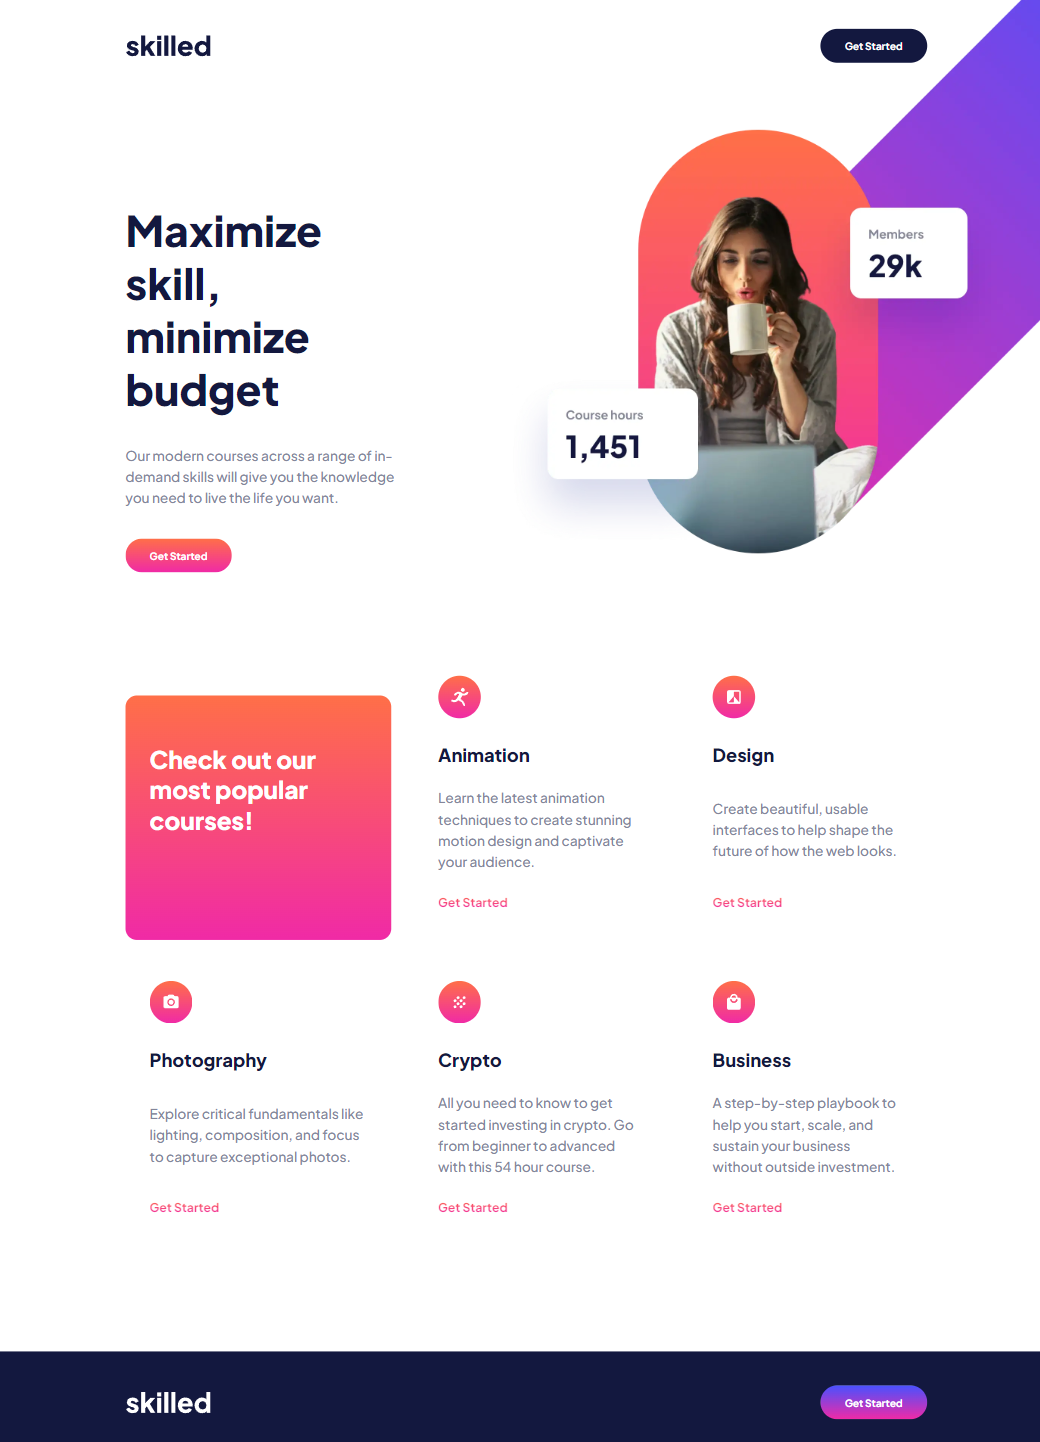 skilled
Get Started
Maximize
skill,
minimize
budget
Our modern courses across a range of in-
demand skills will give you the knowledge
you need to live the life you want.
Get Started
Members
29k
Course hours
1,451
Check out our
most popular
courses!
Animation
Learn the latest animation
techniques to create stunning
motion design and captivate
your audience.
Get Started
Design
Create beautiful, usable
interfaces to help shape the
future of how the web looks.
Get Started
Photography
Explore critical fundamentals like
lighting, composition, and focus
to capture exceptional photos.
Get Started
Crypto
All you need to know to get
started investing in crypto. Go
from beginner to advanced
with this 54 hour course.
Get Started
Business
A step-by-step playbook to
help you start, scale, and
sustain your business
without outside investment.
Get Started
skilled
Get Started